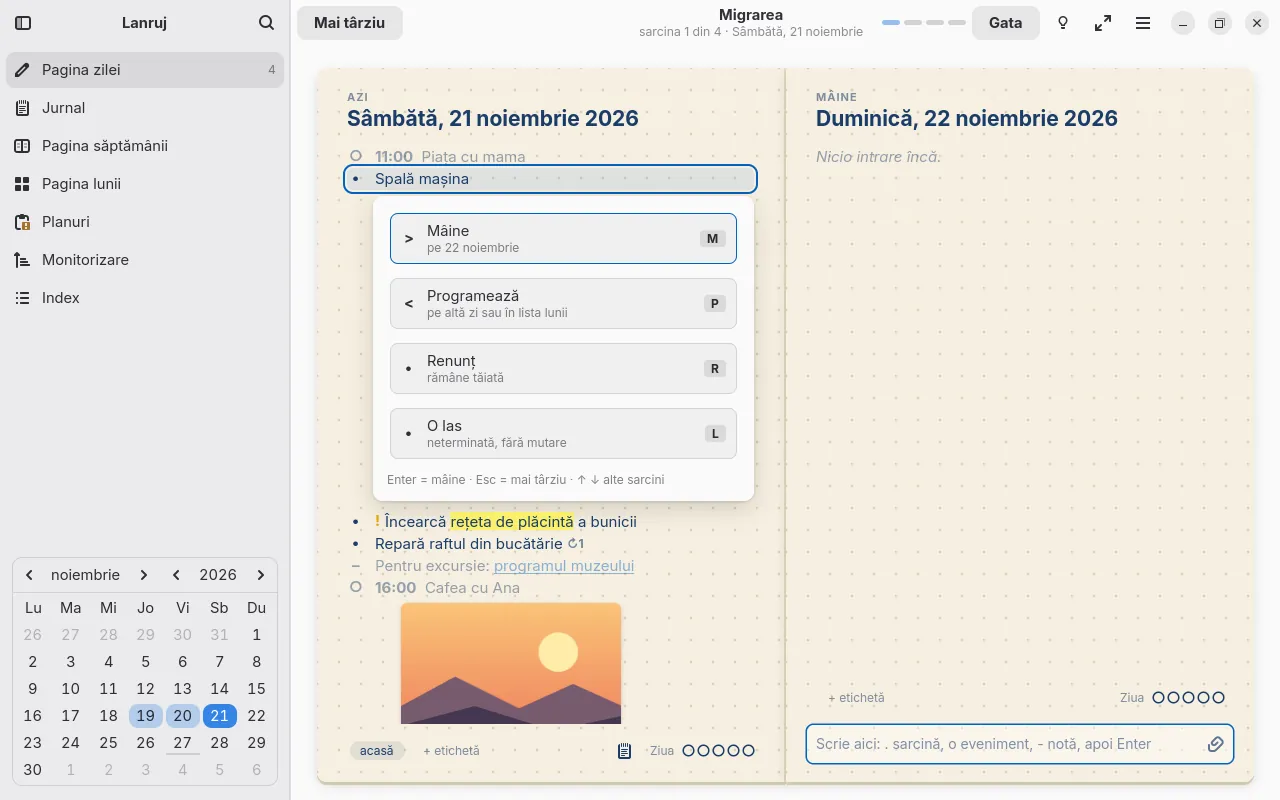 Lanruj
Mai târziu
Migrarea
sarcina 1 din 4 · Sâmbătă, 21 noiembrie
Gata
Pagina zilei 4
Jurnal
Pagina săptămânii
Pagina lunii
Planuri
Monitorizare
Index
noiembrie 2026
Lu Ma Mi Jo Vi Sb Du
26 27 28 29 30 31 1
2 3 4 5 6 7 8
9 10 11 12 13 14 15
16 17 18 19 20 21 22
23 24 25 26 27 28 29
30 1 2 3 4 5 6
AZI
Sâmbătă, 21 noiembrie 2026
11:00 Piața cu mama
• Spală mașina
> Mâine M
pe 22 noiembrie
< Programează P
pe altă zi sau în lista lunii
• Renunț R
rămâne tăiată
• O las L
neterminată, fără mutare
Enter = mâine · Esc = mai târziu · ↑ ↓ alte sarcini
• ! Încearcă rețeta de plăcintă a bunicii
• Repară raftul din bucătărie ↻1
– Pentru excursie: programul muzeului
16:00 Cafea cu Ana
acasă + etichetă Ziua
MÂINE
Duminică, 22 noiembrie 2026
Nicio intrare încă.
+ etichetă Ziua
Scrie aici: . sarcină, o eveniment, - notă, apoi Enter